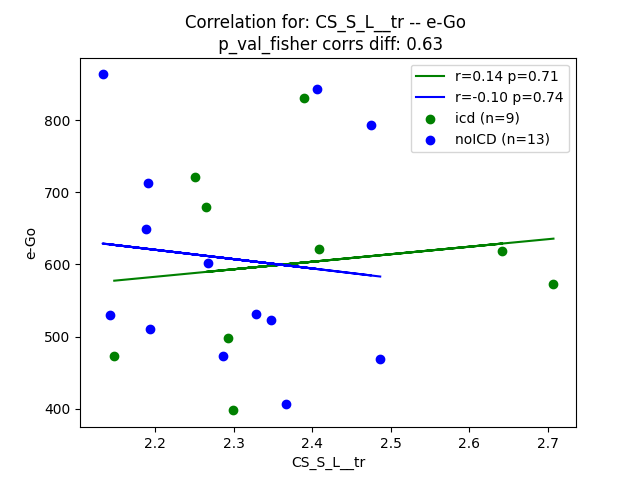 Correlation for: CS_S_L__tr -- e-Go
p_val_fisher corrs diff: 0.63
r=0.14 p=0.71
r=-0.10 p=0.74
icd (n=9)
noICD (n=13)
e-Go
800
700
600
500
400
2.2 2.3 2.4 2.5 2.6 2.7
CS_S_L__tr